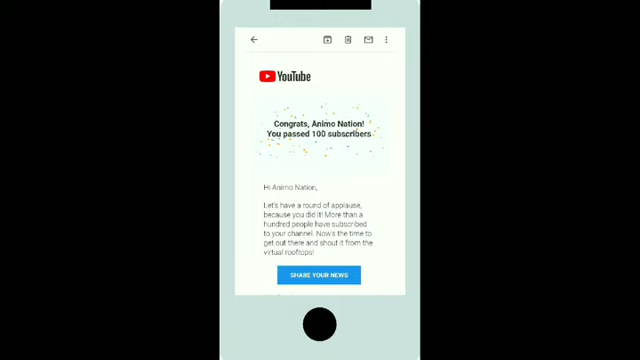 YouTube
Congrats, Animo Nation!
You passed 100 subscribers
Hi Animo Nation,
Let's have a round of applause,
because you did it! More than a
hundred people have subscribed
to your channel. Now's the time to
get out there and shout it from the
virtual rooftops!
SHARE YOUR NEWS